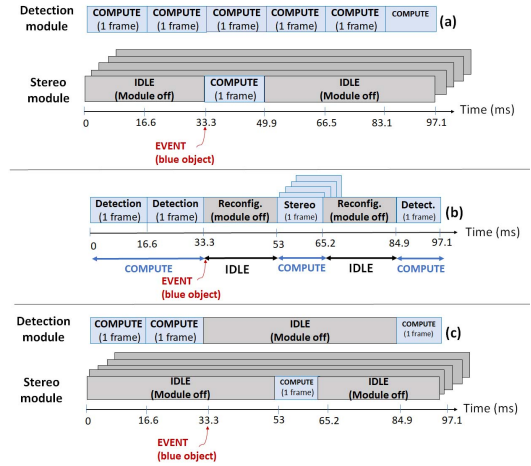 Detection
module
COMPUTE COMPUTE COMPUTE COMPUTE COMPUTE COMPUTE
(1 frame) (1 frame) (1 frame) (1 frame) (1 frame) (1 frame)
(a)
Stereo
module
IDLE COMPUTE IDLE
(Module off) (1 frame) (Module off)
Time (ms)
0 16.6 33.3 49.9 66.5 83.1 97.1
EVENT
(blue object)
Detection Detection Reconfig. Stereo Reconfig. Detect.
(1 frame) (1 frame) (module off) (1 frame) (module off) (1 frame)
(b)
Time (ms)
0 16.6 33.3 53 65.2 84.9 97.1
COMPUTE IDLE COMPUTE IDLE COMPUTE
EVENT
(blue object)
Detection
module
COMPUTE COMPUTE IDLE COMPUTE
(1 frame) (1 frame) (Module off) (1 frame)
(c)
Stereo
module
IDLE COMPUTE IDLE
(Module off) (1 frame) (Module off)
Time (ms)
0 16.6 33.3 53 65.2 84.9 97.1
EVENT
(blue object)